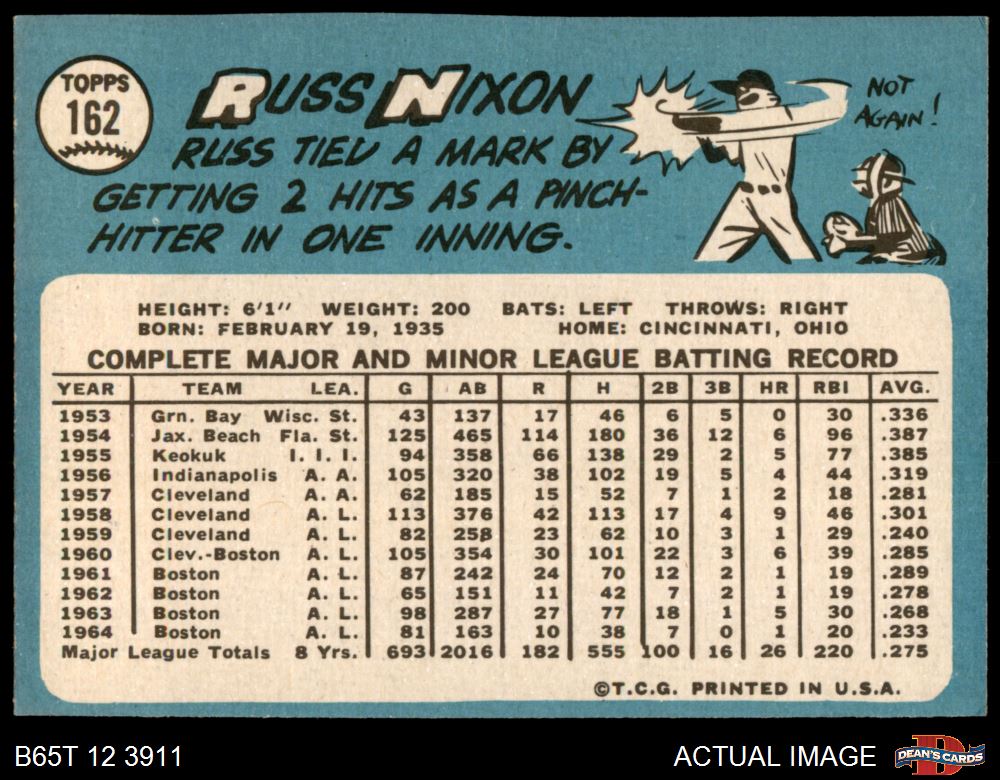 TOPPS
162
RUSS NIXON
RUSS TIED A MARK BY
GETTING 2 HITS AS A PINCH-
HITTER IN ONE INNING.
NOT
AGAIN!
HEIGHT: 6'1" WEIGHT: 200 BATS: LEFT THROWS: RIGHT
BORN: FEBRUARY 19, 1935 HOME: CINCINNATI, OHIO
COMPLETE MAJOR AND MINOR LEAGUE BATTING RECORD
YEAR TEAM LEA. G AB R H 2B 3B HR RBI AVG.
1953 Grn. Bay Wisc. St. 43 137 17 46 6 5 0 30 .336
1954 Jax. Beach Fla. St. 125 465 114 180 36 12 6 96 .387
1955 Keokuk I. I. I. 94 358 66 138 29 2 5 77 .385
1956 Indianapolis A. A. 105 320 38 102 19 5 4 44 .319
1957 Cleveland A. A. 62 185 15 52 7 1 2 18 .281
1958 Cleveland A. L. 113 376 42 113 17 4 9 46 .301
1959 Cleveland A. L. 82 258 23 62 10 3 1 29 .240
1960 Clev.-Boston A. L. 105 354 30 101 22 3 6 39 .285
1961 Boston A. L. 87 242 24 70 12 2 1 19 .289
1962 Boston A. L. 65 151 11 42 7 2 1 19 .278
1963 Boston A. L. 98 287 27 77 18 1 5 30 .268
1964 Boston A. L. 81 163 10 38 7 0 1 20 .233
Major League Totals 8 Yrs. 693 2016 182 555 100 16 26 220 .275
©T.C.G. PRINTED IN U.S.A.
B65T 12 3911 ACTUAL IMAGE
D
DEAN'S CARDS